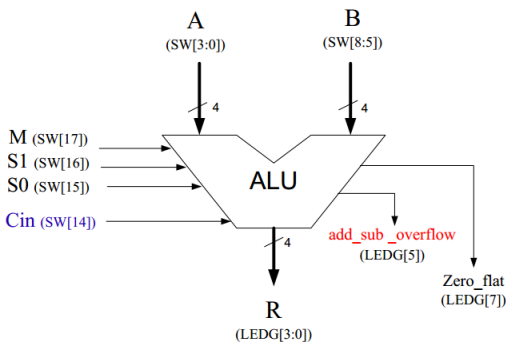 A
(SW[3:0])
B
(SW[8:5])
4
4
M (SW[17])
S1 (SW[16])
S0 (SW[15])
ALU
Cin (SW[14])
4
add_sub _overflow
(LEDG[5])
Zero_flat
(LEDG[7])
R
(LEDG[3:0])